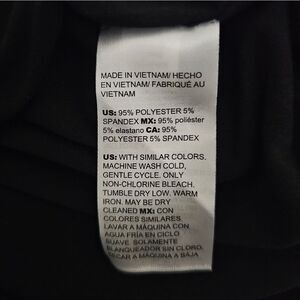 MADE IN VIETNAM/ HECHO
EN VIETNAM/ FABRIQUÉ AU
VIETNAM
US: 95% POLYESTER 5%
SPANDEX MX: 95% poliéster
5% elastano CA: 95%
POLYESTER 5% SPANDEX
US: WITH SIMILAR COLORS,
MACHINE WASH COLD,
GENTLE CYCLE. ONLY
NON-CHLORINE BLEACH.
TUMBLE DRY LOW. WARM
IRON. MAY BE DRY
CLEANED MX: CON
COLORES SIMILARES
LAVAR A MÁQUINA CON
AGUA FRÍA EN CICLO
SUAVE. SOLAMENTE
BLANQUEADOR SIN CLORO.
SECAR A MÁQUINA A BAJA